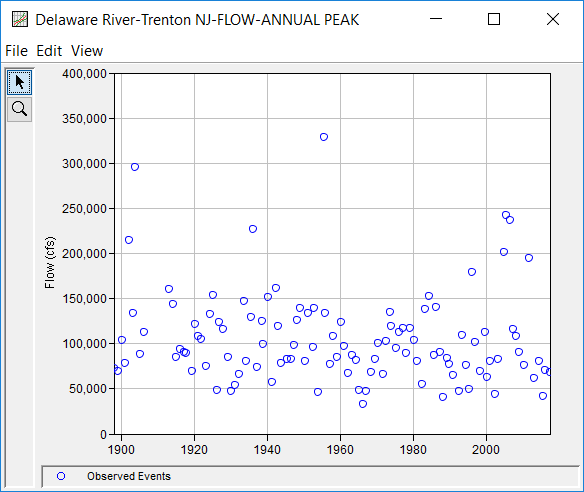 Delaware River-Trenton NJ-FLOW-ANNUAL PEAK
File Edit View
400,000
350,000
300,000
250,000
200,000
150,000
100,000
50,000
0
Flow (cfs)
1900 1920 1940 1960 1980 2000
Observed Events